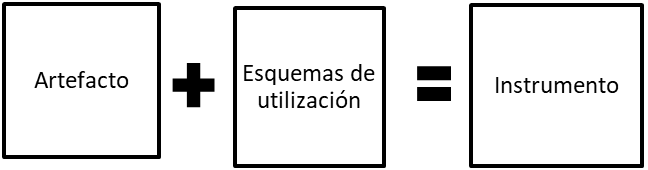 Artefacto
Esquemas de
utilización
Instrumento